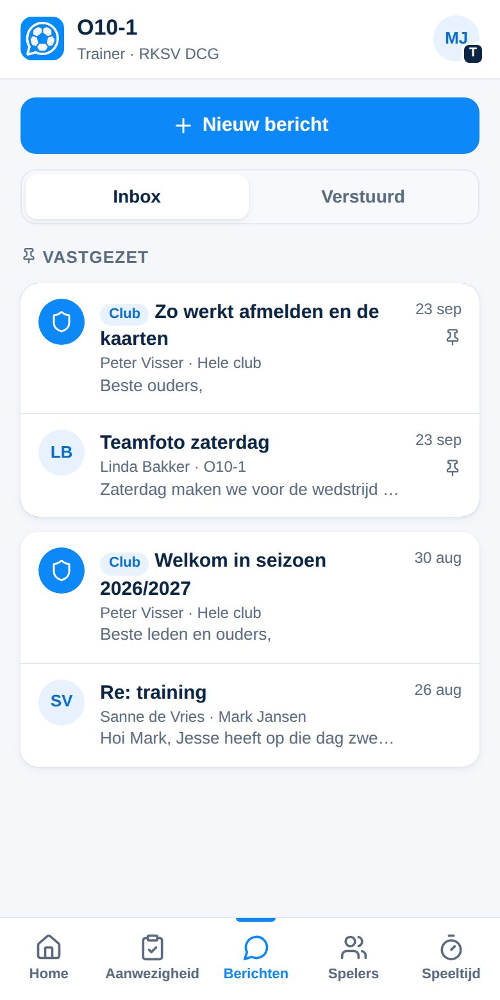 O10-1
Trainer · RKSV DCG
MJ
T
Nieuw bericht
Inbox
Verstuurd
VASTGEZET
Club Zo werkt afmelden en de
kaarten
23 sep
Peter Visser · Hele club
Beste ouders,
LB
Teamfoto zaterdag
23 sep
Linda Bakker · O10-1
Zaterdag maken we voor de wedstrijd …
Club Welkom in seizoen
2026/2027
30 aug
Peter Visser · Hele club
Beste leden en ouders,
SV
Re: training
26 aug
Sanne de Vries · Mark Jansen
Hoi Mark, Jesse heeft op die dag zwe…
Home
Aanwezigheid
Berichten
Spelers
Speeltijd